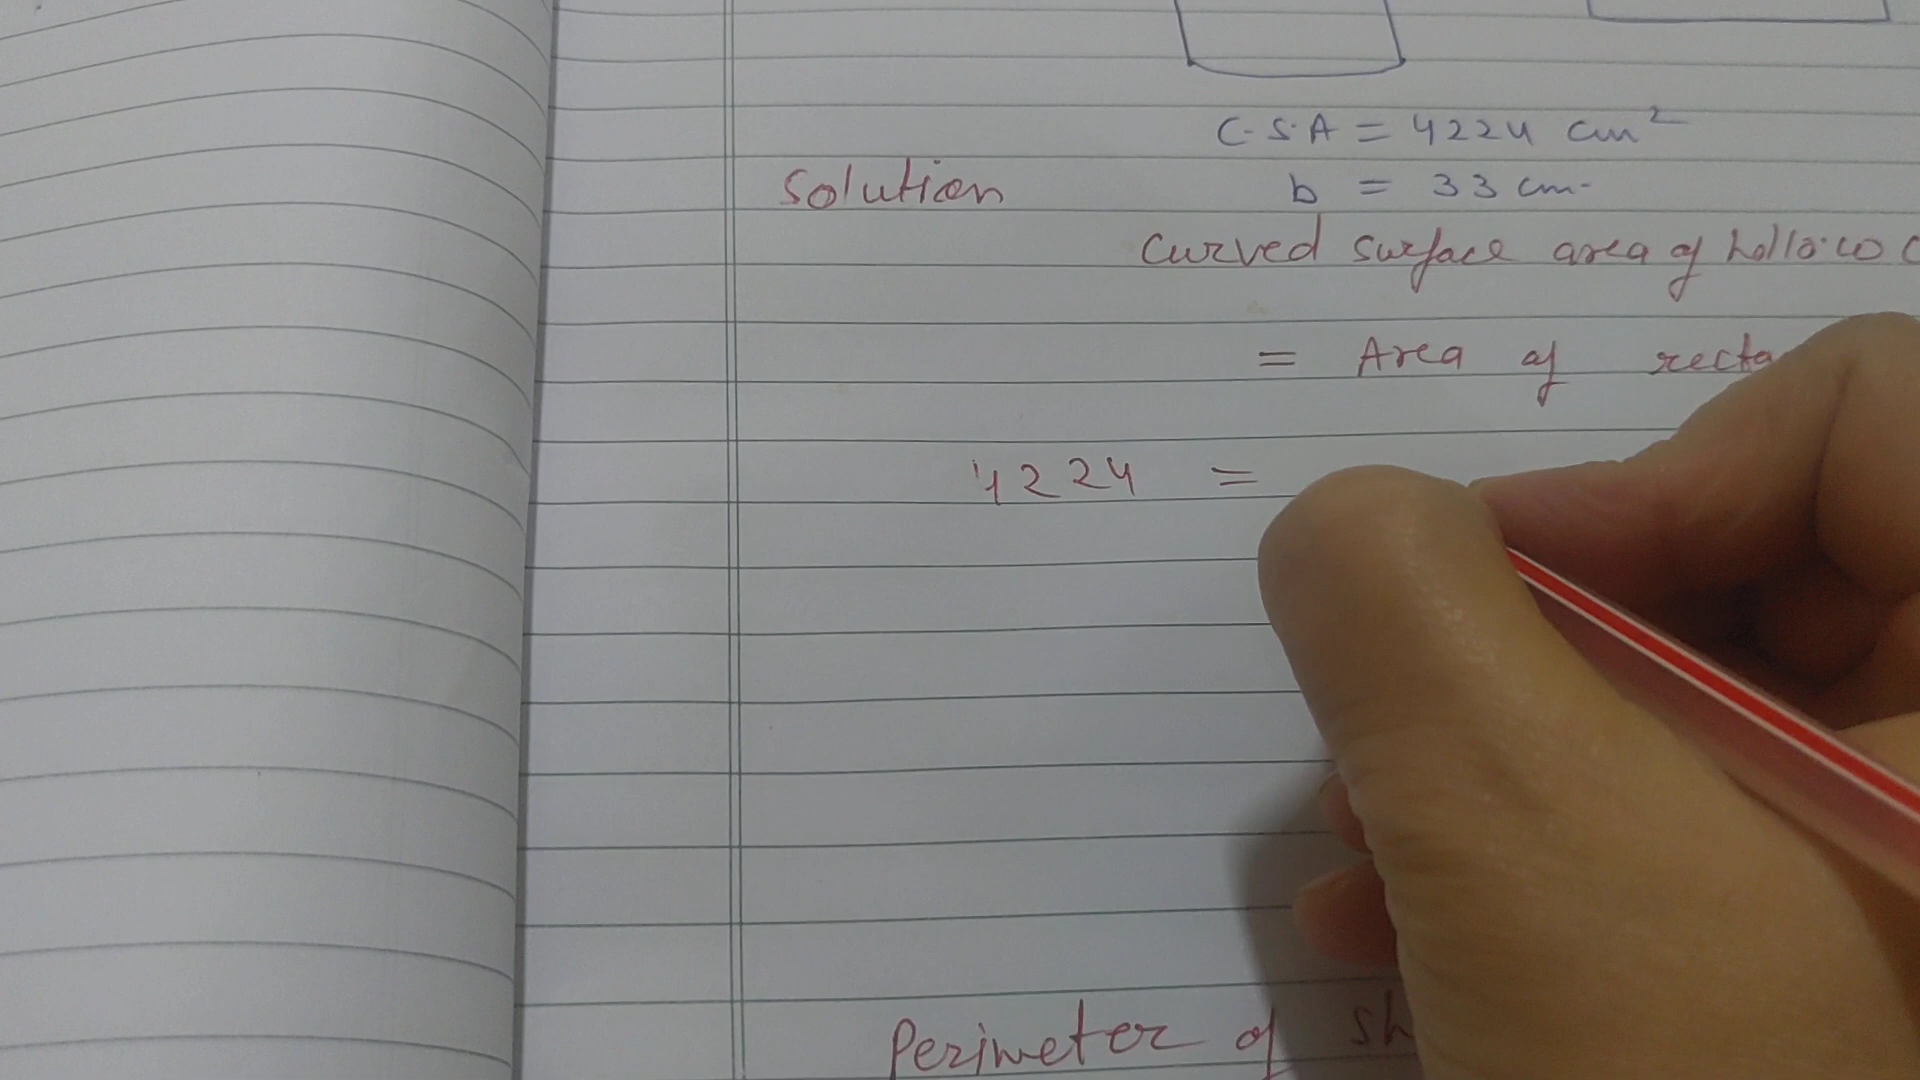 C.S.A = 4224 cm²
Solution b = 33 cm.
Curved surface area of hollow
= Area of
4224 =
Perimeter of